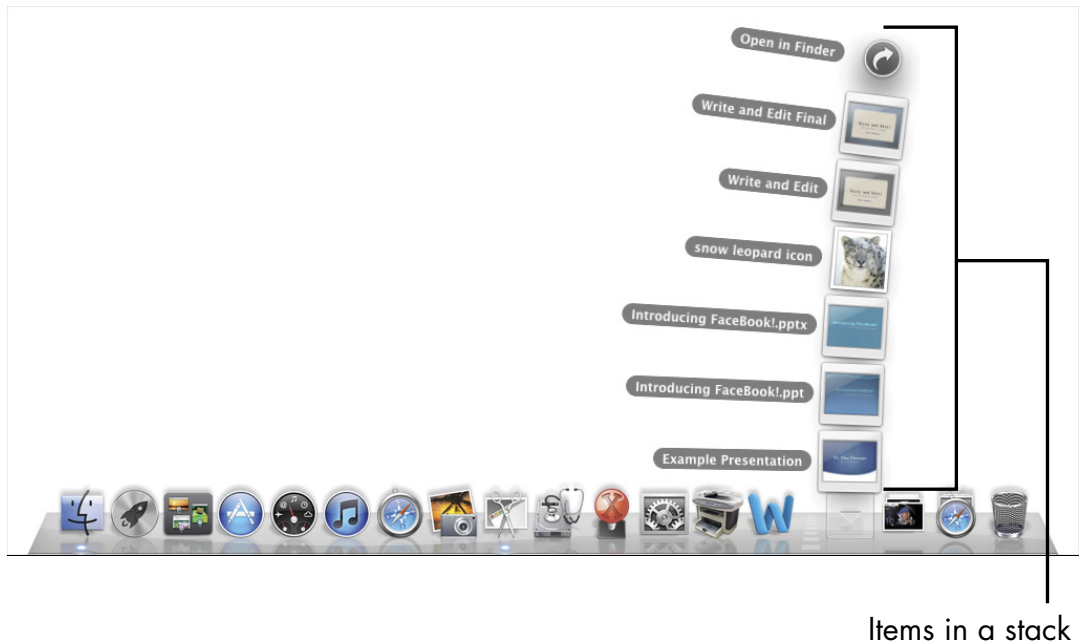 Open in Finder
Write and Edit Final
Write and Edit
snow leopard icon
Introducing FaceBook!.pptx
Introducing FaceBook!.ppt
Example Presentation
Items in a stack